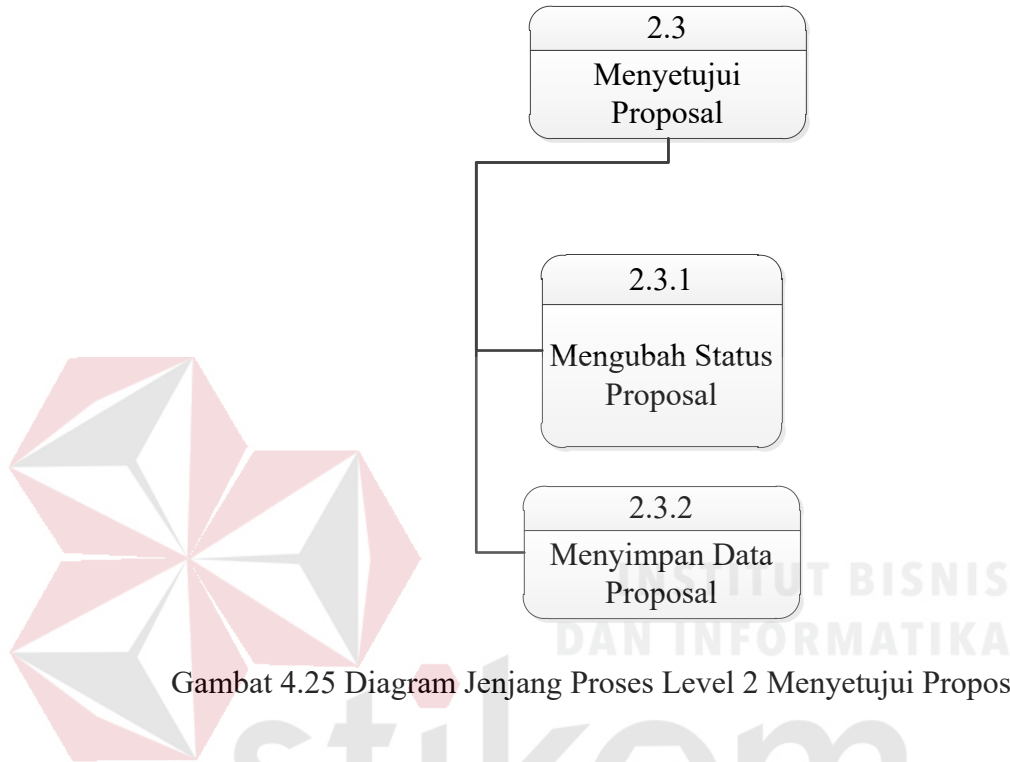 2.3
Menyetujui
Proposal
2.3.1
Mengubah Status
Proposal
2.3.2
Menyimpan Data
Proposal
INSTITUT BISNIS
DAN INFORMATIKA
Gambat 4.25 Diagram Jenjang Proses Level 2 Menyetujui Propos
stikom